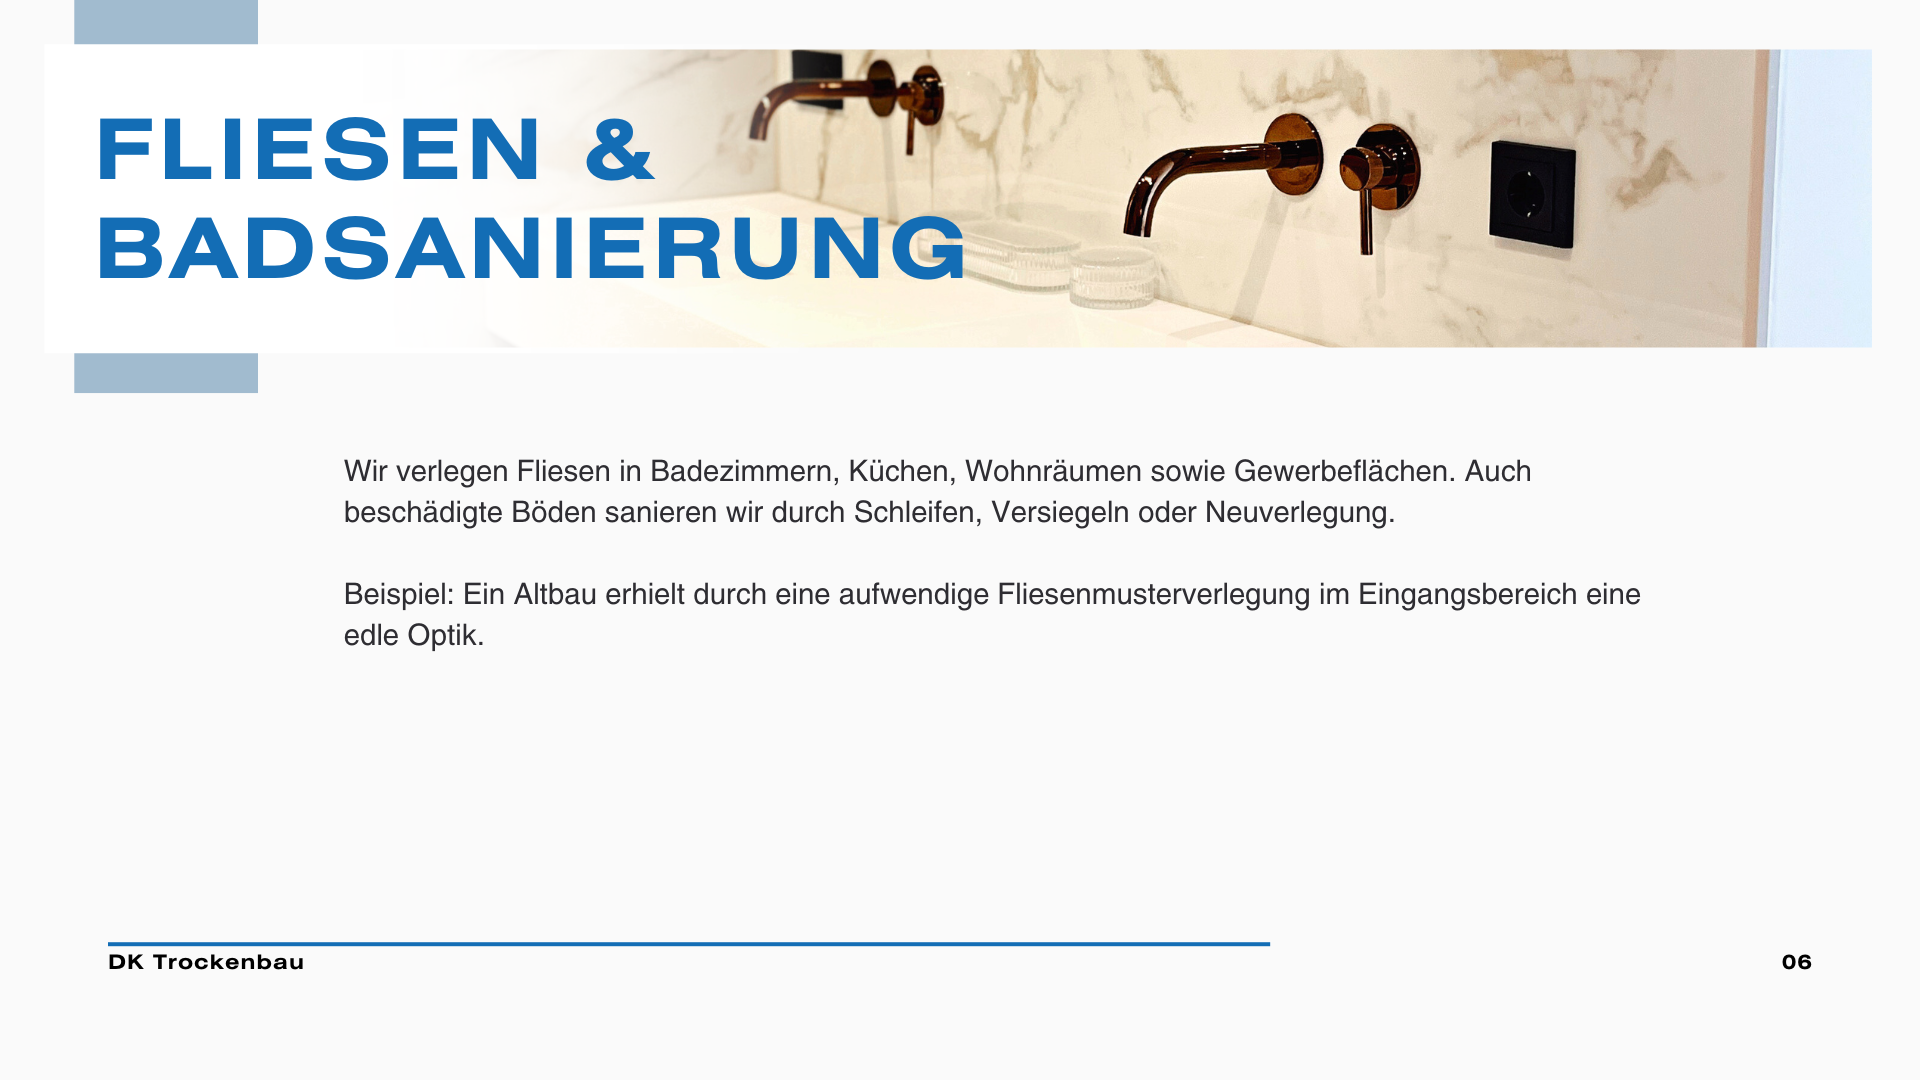 FLIESEN &
BADSANIERUNG
Wir verlegen Fliesen in Badezimmern, Küchen, Wohnräumen sowie Gewerbeflächen. Auch
beschädigte Böden sanieren wir durch Schleifen, Versiegeln oder Neuverlegung.
Beispiel: Ein Altbau erhielt durch eine aufwendige Fliesenmusterverlegung im Eingangsbereich eine
edle Optik.
DK Trockenbau
06